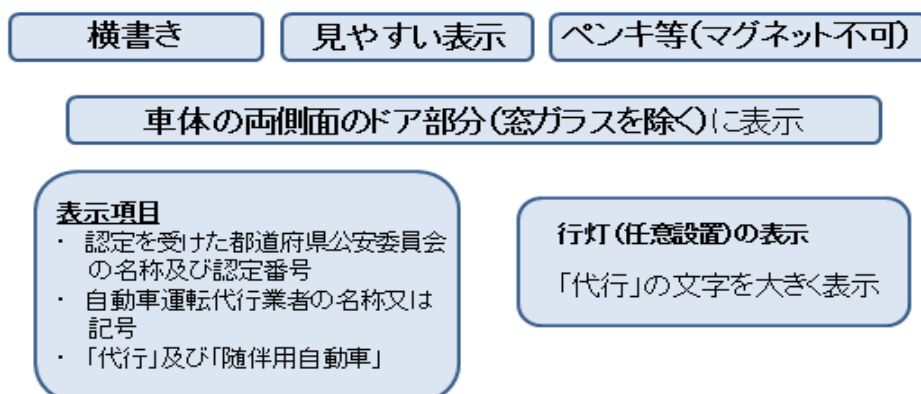 横書き
見やすい表示
ペンキ等(マグネット不可)
車体の両側面のドア部分(窓ガラスを除く)に表示
表示項目
・ 認定を受けた都道府県公安委員会
の名称及び認定番号
・ 自動車運転代行業者の名称又は
記号
・ 「代行」及び「随伴用自動車」
行灯(任意設置)の表示
「代行」の文字を大きく表示